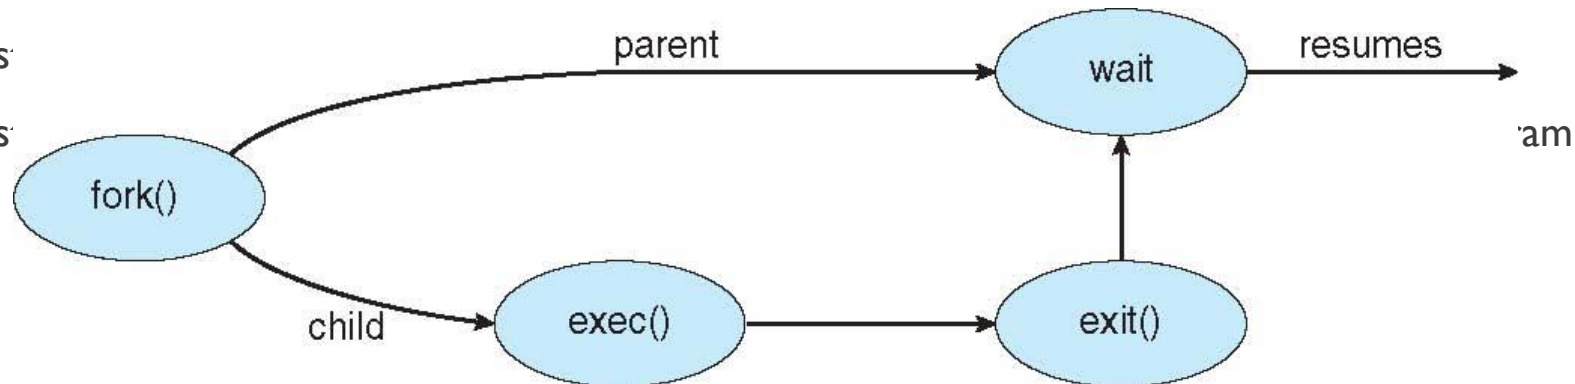 parent
resumes
wait
fork()
child
exec()
exit()